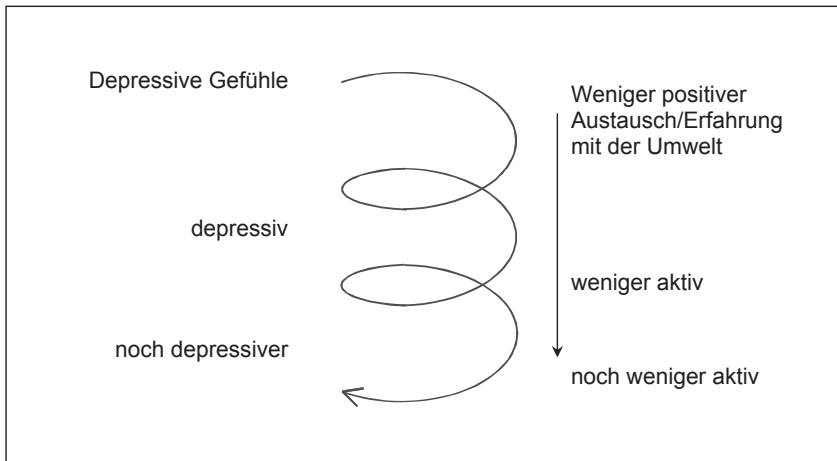 Depressive Gefühle
Weniger positiver
Austausch/Erfahrung
mit der Umwelt
depressiv
weniger aktiv
noch depressiver
noch weniger aktiv